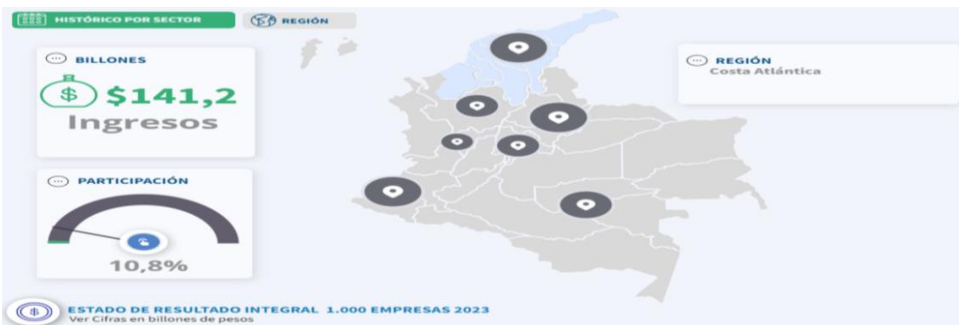 HISTÓRICO POR SECTOR
REGIÓN
BILLONES
$141,2
Ingresos
REGIÓN
Costa Atlántica
PARTICIPACIÓN
10,8%
ESTADO DE RESULTADO INTEGRAL 1.000 EMPRESAS 2023
Ver Cifras en billones de pesos